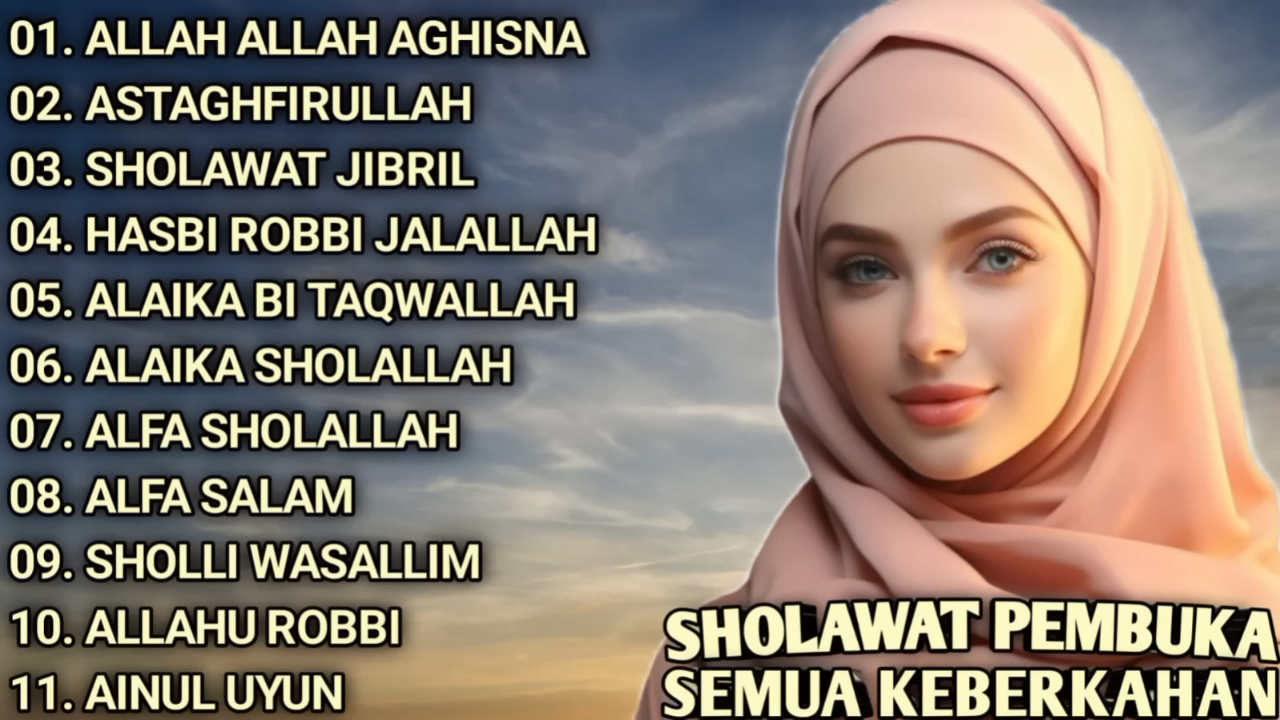 01. ALLAH ALLAH AGHISNA
02. ASTAGHFIRULLAH
03. SHOLAWAT JIBRIL
04. HASBI ROBBI JALALLAH
05. ALAIKA BI TAQWALLAH
06. ALAIKA SHOLALLAH
07. ALFA SHOLALLAH
08. ALFA SALAM
09. SHOLLI WASALLIM
10. ALLAHU ROBBI
11. AINUL UYUN
SHOLAWAT PEMBUKA
SEMUA KEBERKAHAN